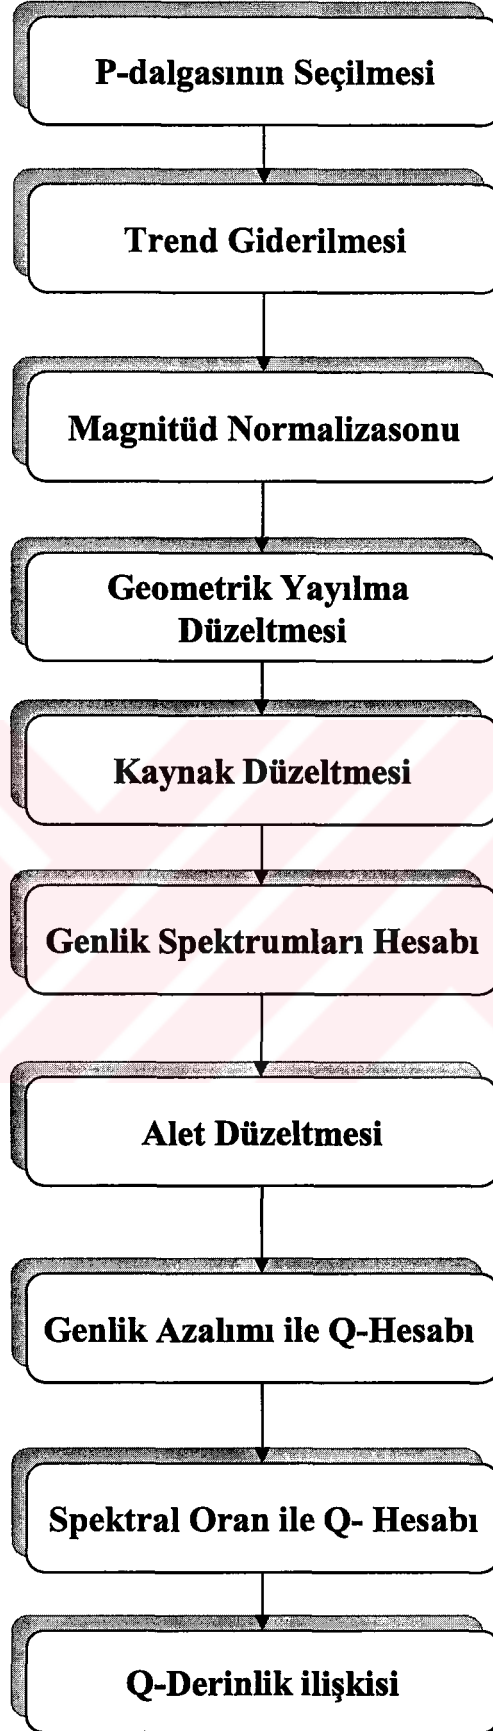 P-dalgasının Seçilmesi
Trend Giderilmesi
Magnitüd Normalizasonu
Geometrik Yayılma
Düzeltmesi
Kaynak Düzeltmesi
Genlik Spektrumları Hesabı
Alet Düzeltmesi
Genlik Azalımı ile Q-Hesabı
Spektral Oran ile Q- Hesabı
Q-Derinlik ilişkisi